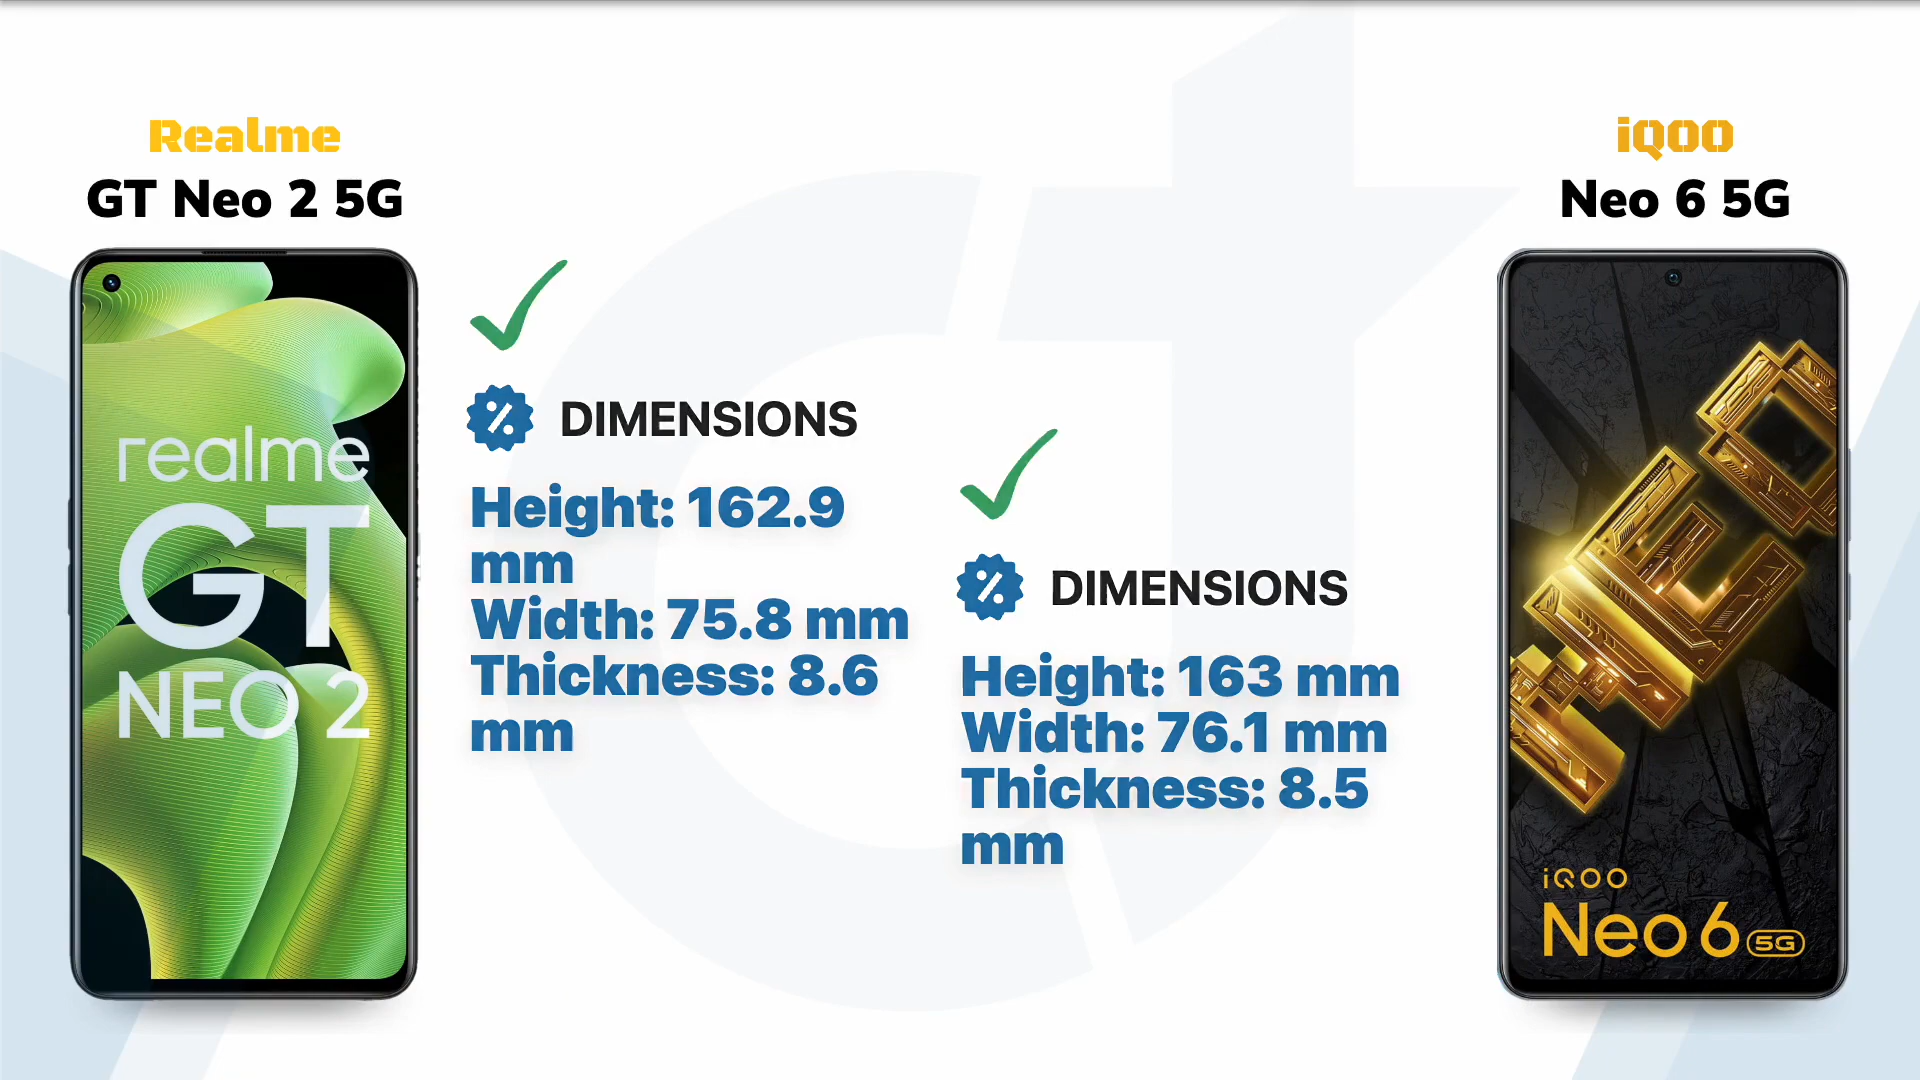 Realme
GT Neo 2 5G
realme
GT
NEO 2
DIMENSIONS
Height: 162.9
mm
Width: 75.8 mm
Thickness: 8.6
mm
DIMENSIONS
Height: 163 mm
Width: 76.1 mm
Thickness: 8.5
mm
iQOO
Neo 6 5G
NEO
iQOO
Neo 6 5G